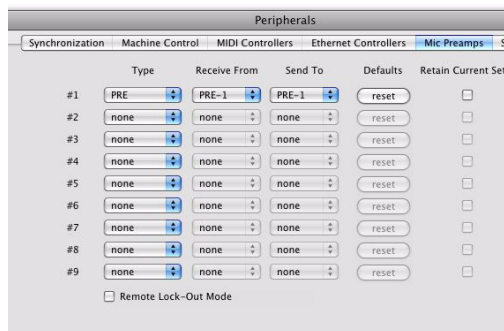 Peripherals
Synchronization Machine Control MIDI Controllers Ethernet Controllers Mic Preamps
Type Receive From Send To Defaults Retain Current Set
#1 PRE PRE-1 PRE-1 reset
#2 none none none reset
#3 none none none reset
#4 none none none reset
#5 none none none reset
#6 none none none reset
#7 none none none reset
#8 none none none reset
#9 none none none reset
Remote Lock-Out Mode